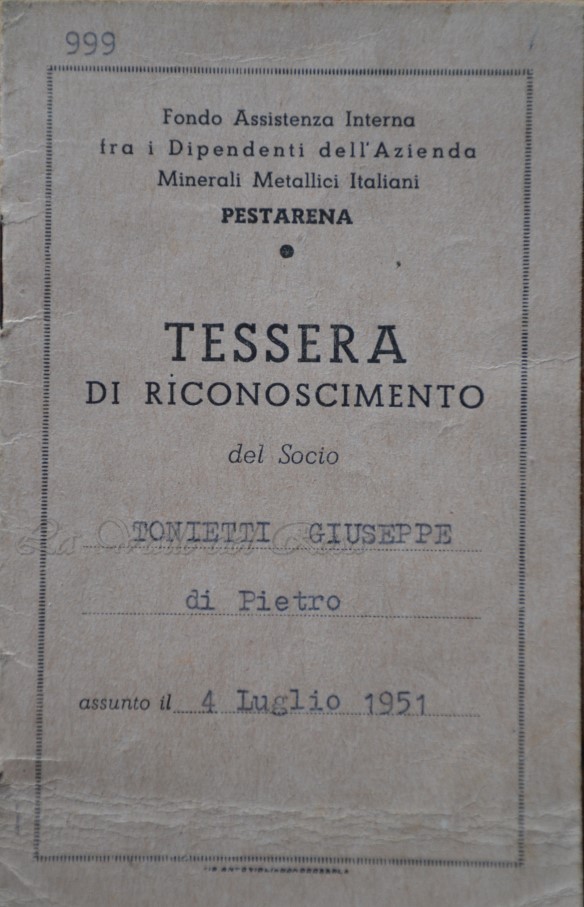 999
Fondo Assistenza Interna
fra i Dipendenti dell'Azienda
Minerali Metallici Italiani
PESTARENA
TESSERA
DI RICONOSCIMENTO
del Socio
TONIETTI GIUSEPPE
di Pietro
assunto il 4 Luglio 1951